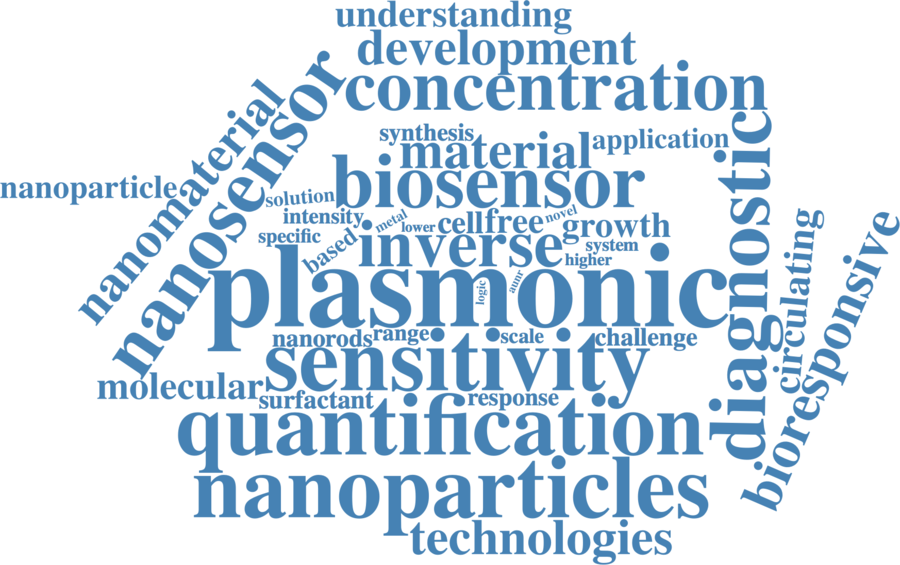 understanding
development
concentration
nanosensor
nanomaterial
nanoparticle
synthesis
material
application
diagnostic
biosensor
solution
intensity
metal
lower
cellfree
novel
growth
specific
based
inverse
system
higher
circulating
bioresponsive
plasmonic
logic
aunr
nanorods
range
scale
challenge
sensitivity
molecular
surfactant
response
quantification
nanoparticles
technologies